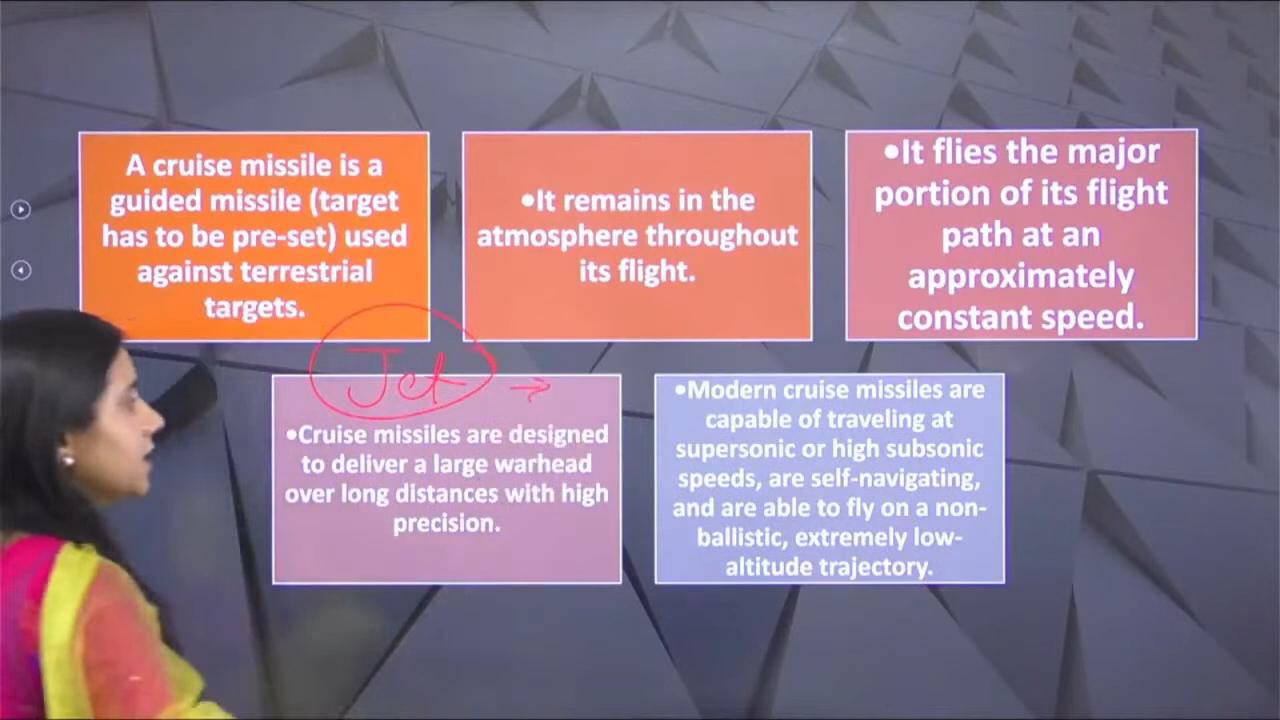 A cruise missile is a
guided missile (target
has to be pre-set) used
against terrestrial
targets.
•It remains in the
atmosphere throughout
its flight.
•It flies the major
portion of its flight
path at an
approximately
constant speed.
Jet →
•Cruise missiles are designed
to deliver a large warhead
over long distances with high
precision.
•Modern cruise missiles are
capable of traveling at
supersonic or high subsonic
speeds, are self-navigating,
and are able to fly on a non-
ballistic, extremely low-
altitude trajectory.